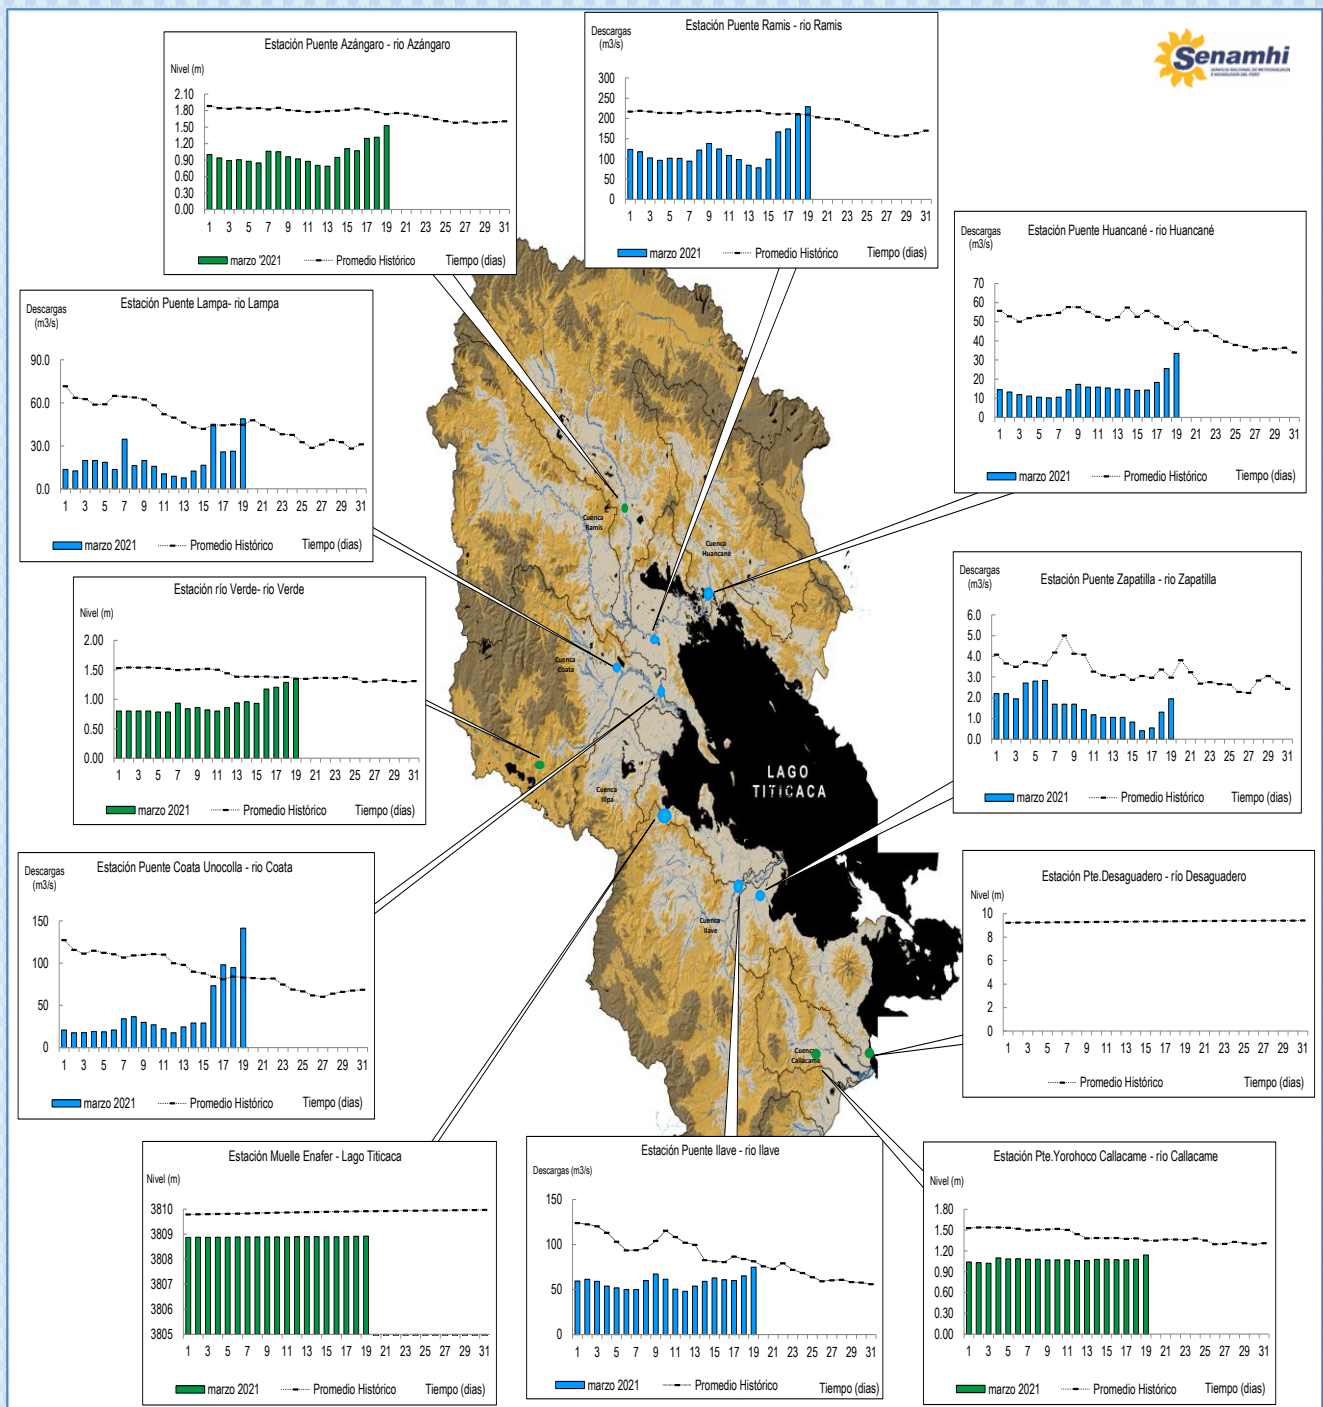 Senamhi
SERVICIO NACIONAL DE METEOROLOGÍA
E HIDROLOGÍA DEL PERÚ
Estación Puente Azángaro - rio Azángaro
Nivel (m)
2.10
1.80
1.50
1.20
0.90
0.60
0.30
0.00
1 3 5 7 9 11 13 15 17 19 21 23 25 27 29 31
marzo '2021 Promedio Histórico Tiempo (dias)
Estación Puente Ramis - rio Ramis
Descargas
(m3/s)
300
250
200
150
100
50
0
1 3 5 7 9 11 13 15 17 19 21 23 25 27 29 31
marzo 2021 Promedio Histórico Tiempo (dias)
Estación Puente Huancané - rio Huancané
Descargas
(m3/s)
70
60
50
40
30
20
10
0
1 3 5 7 9 11 13 15 17 19 21 23 25 27 29 31
marzo 2021 Promedio Histórico Tiempo (dias)
Estación Puente Lampa- rio Lampa
Descargas
(m3/s)
90.0
60.0
30.0
0.0
1 3 5 7 9 11 13 15 17 19 21 23 25 27 29 31
marzo 2021 Promedio Histórico Tiempo (dias)
Estación río Verde- rio Verde
Nivel (m)
2.00
1.50
1.00
0.50
0.00
1 3 5 7 9 11 13 15 17 19 21 23 25 27 29 31
marzo 2021 Promedio Histórico Tiempo (dias)
Estación Puente Zapatilla - rio Zapatilla
Descargas
(m3/s)
6.0
5.0
4.0
3.0
2.0
1.0
0.0
1 3 5 7 9 11 13 15 17 19 21 23 25 27 29 31
marzo 2021 Promedio Histórico Tiempo (dias)
Cuenca
Ramis
Cuenca
Huancané
Cuenca
Coata
Cuenca
Illpa
LAGO
TITICACA
Cuenca
Ilave
Cuenca
Callacame
Estación Puente Coata Unocolla - rio Coata
Descargas
(m3/s)
150
100
50
0
1 3 5 7 9 11 13 15 17 19 21 23 25 27 29 31
marzo 2021 Promedio Histórico Tiempo (dias)
Estación Pte.Desaguadero - río Desaguadero
Nivel (m)
10
8
6
4
2
0
1 3 5 7 9 11 13 15 17 19 21 23 25 27 29 31
Promedio Histórico Tiempo (dias)
Estación Muelle Enafer - Lago Titicaca
Nivel (m)
3810
3809
3808
3807
3806
3805
1 3 5 7 9 11 13 15 17 19 21 23 25 27 29 31
marzo 2021 Promedio Histórico Tiempo (dias)
Estación Puente Ilave - rio Ilave
Descargas (m3/s)
150
100
50
0
1 3 5 7 9 11 13 15 17 19 21 23 25 27 29 31
marzo 2021 Promedio Histórico Tiempo (dias)
Estación Pte.Yorohoco Callacame - río Callacame
Nivel (m)
1.80
1.50
1.20
0.90
0.60
0.30
0.00
1 3 5 7 9 11 13 15 17 19 21 23 25 27 29 31
marzo 2021 Promedio Histórico Tiempo (dias)